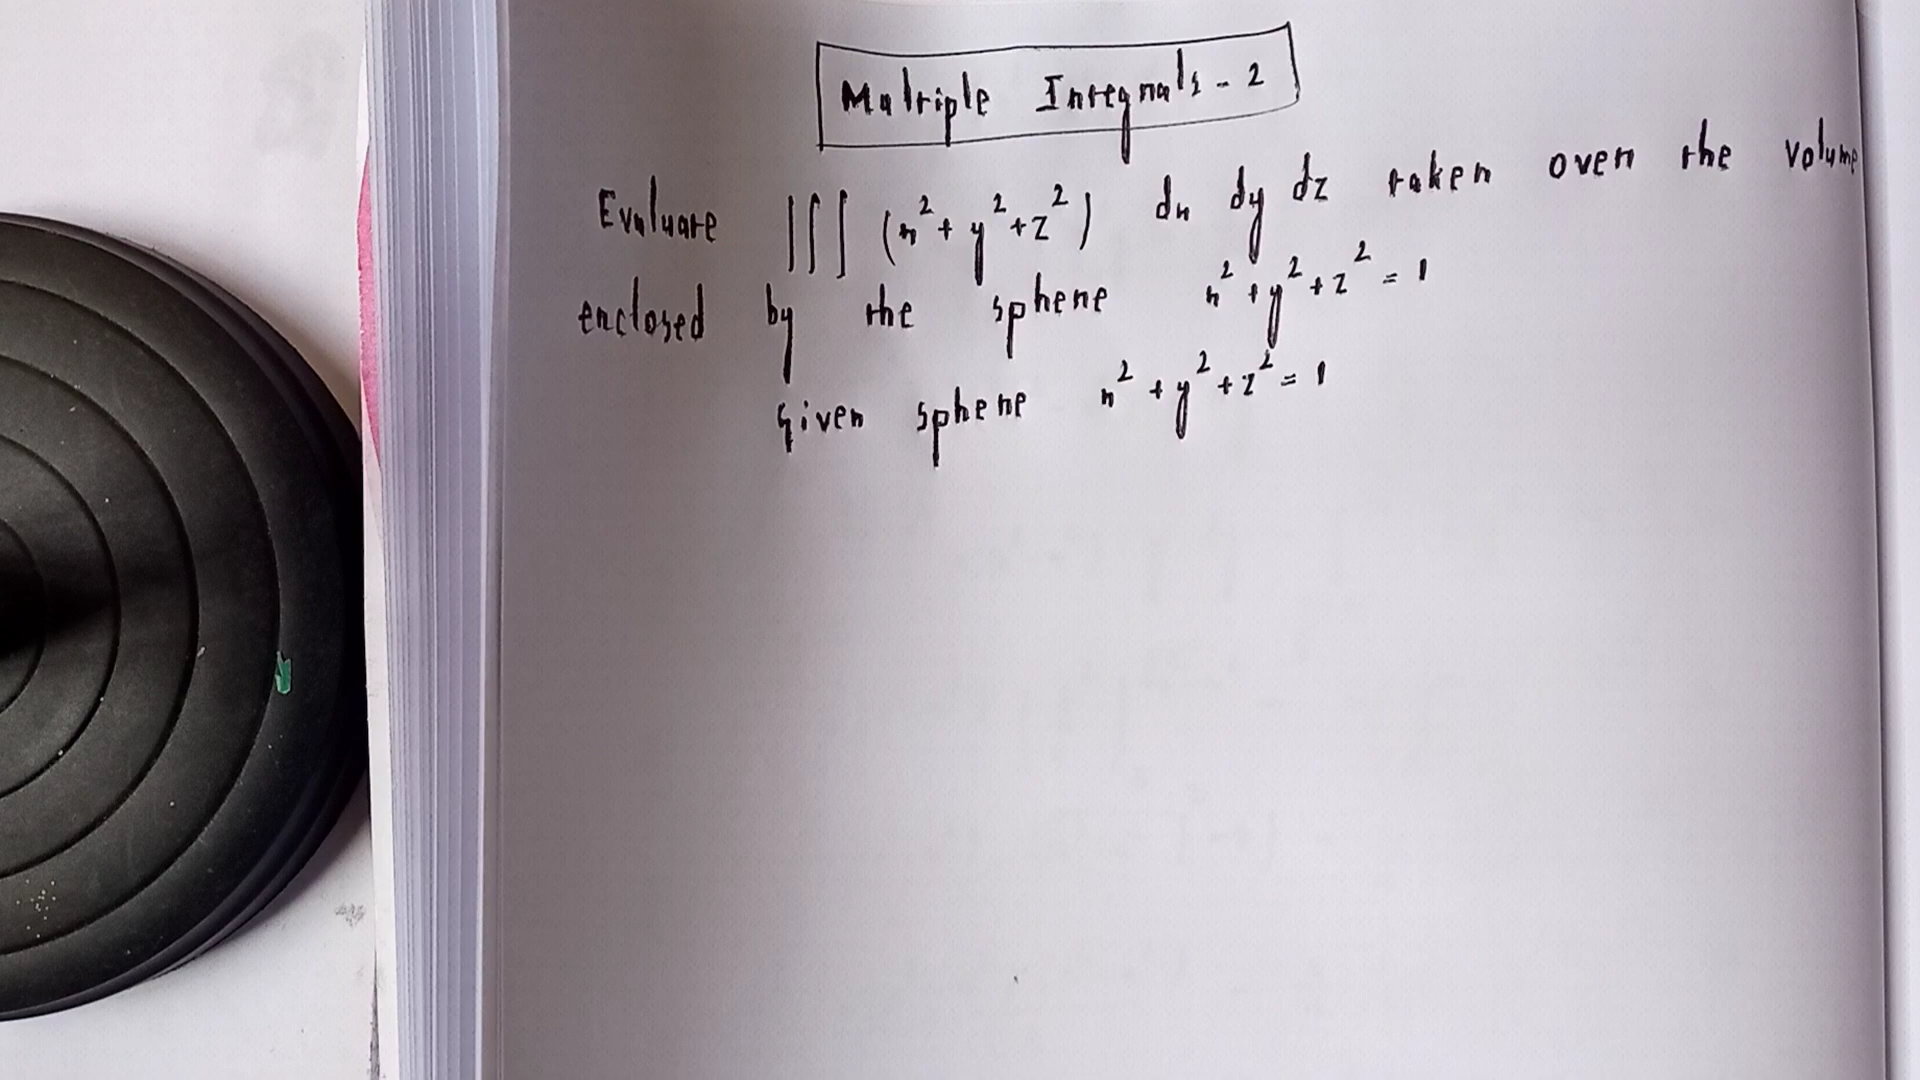 Multiple Integrals - 2
Evaluate ∫∫∫ (x² + y² + z²) dx dy dz taken over the volume
enclosed by the sphere x² + y² + z² = 1
Given sphere x² + y² + z² = 1